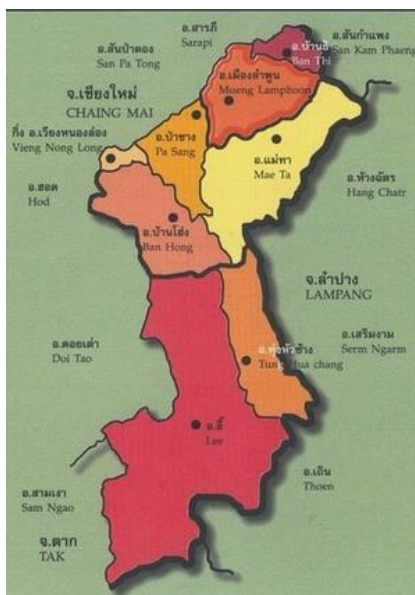 อ.สารภี
Sarapi
อ.สันกำแพง
San Kam Phaeng
อ.สันป่าตอง
San Pa Tong
อ.บ้านธิ
Ban Thi
จ.เชียงใหม่
CHAING MAI
อ.เมืองลำพูน
Mueng Lamphoon
กิ่ง อ.เวียงหนองล่อง
Vieng Nong Long
อ.ป่าซาง
Pa Sang
อ.แม่ทา
Mae Ta
อ.ห้างฉัตร
Hang Chatr
อ.ฮอด
Hod
อ.บ้านโฮ่ง
Ban Hong
จ.ลำปาง
LAMPANG
อ.ดอยเต่า
Doi Tao
อ.ทุ่งหัวช้าง
Tung Hua chang
อ.เสริมงาม
Serm Ngarm
อ.ลี้
Lee
อ.เถิน
Thoen
อ.สามเงา
Sam Ngao
จ.ตาก
TAK